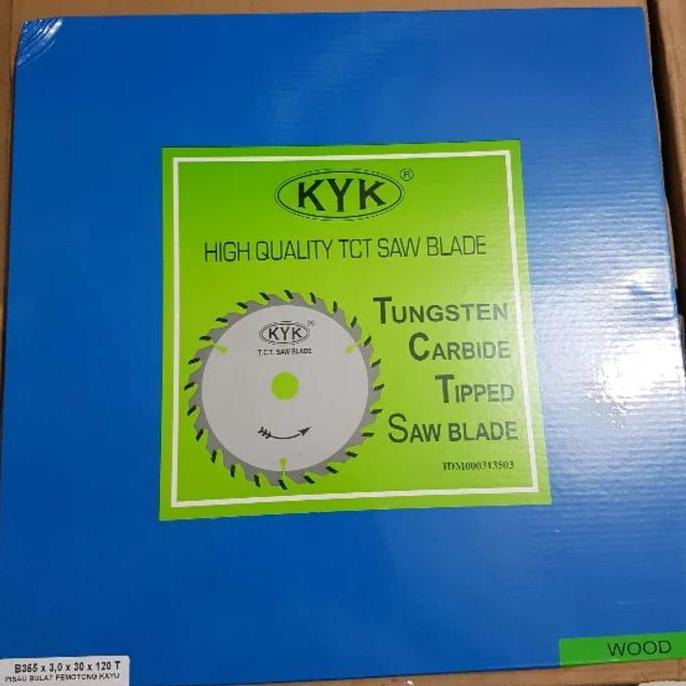 KYK ®
HIGH QUALITY TCT SAW BLADE
KYK ®
T.C.T. SAW BLADE
TUNGSTEN
CARBIDE
TIPPED
SAW BLADE
IDM000313503
WOOD
B355 x 3,0 x 30 x 120 T
PISAU BULAT PEMOTONG KAYU